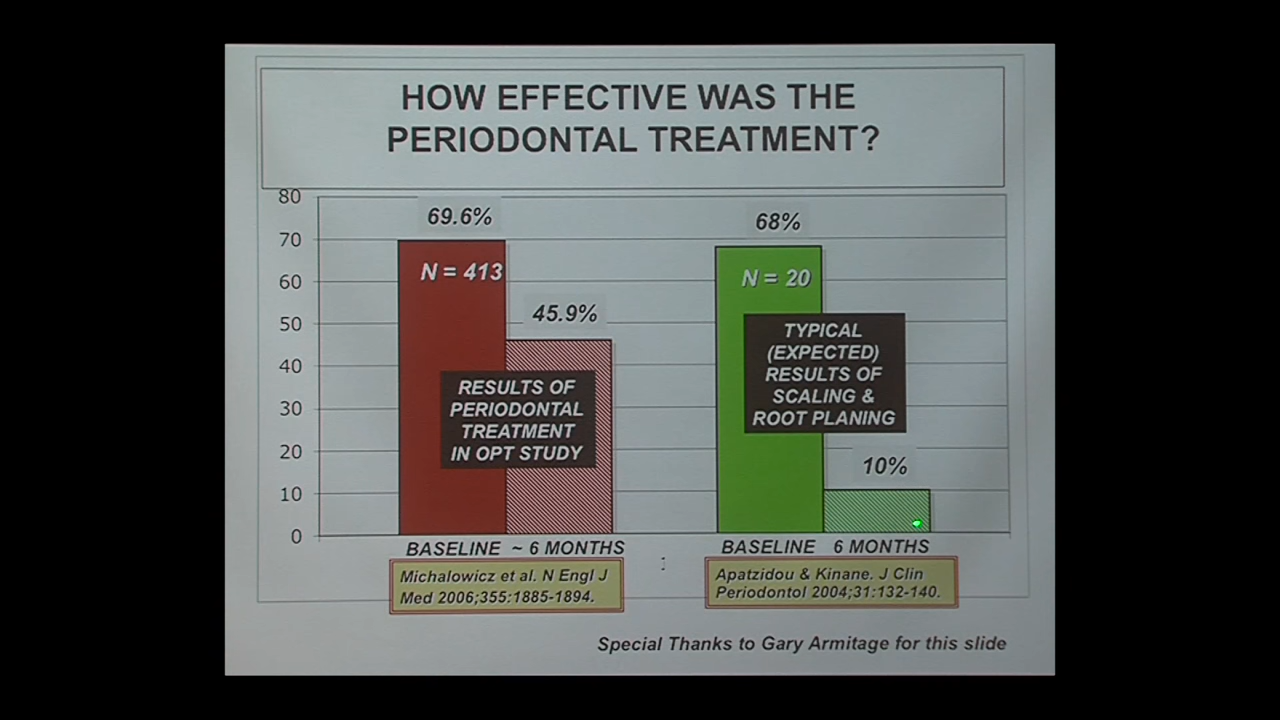 HOW EFFECTIVE WAS THE
PERIODONTAL TREATMENT?
80
70
60
50
40
30
20
10
0
69.6%
N = 413
45.9%
RESULTS OF
PERIODONTAL
TREATMENT
IN OPT STUDY
68%
N = 20
TYPICAL
(EXPECTED)
RESULTS OF
SCALING &
ROOT PLANING
10%
BASELINE ~ 6 MONTHS
BASELINE 6 MONTHS
Michalowicz et al. N Engl J
Med 2006;355:1885-1894.
Apatzidou & Kinane. J Clin
Periodontol 2004;31:132-140.
Special Thanks to Gary Armitage for this slide